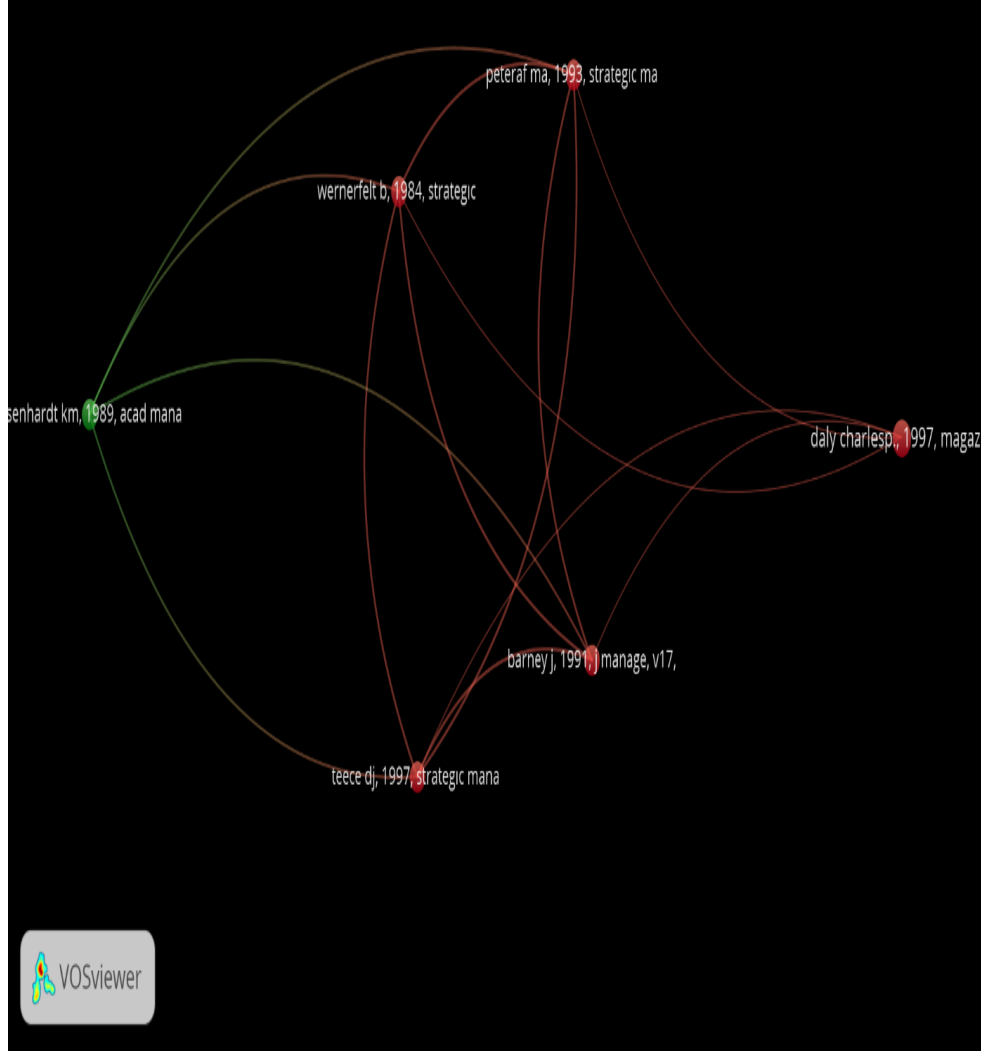 peteraf ma, 1993, strategic ma
wernerfelt b, 1984, strategic
senhardt km, 1989, acad mana
daly charlesp., 1997, magaz
barney j, 1991, j manage, v17,
teece dj, 1997, strategic mana
VOSviewer